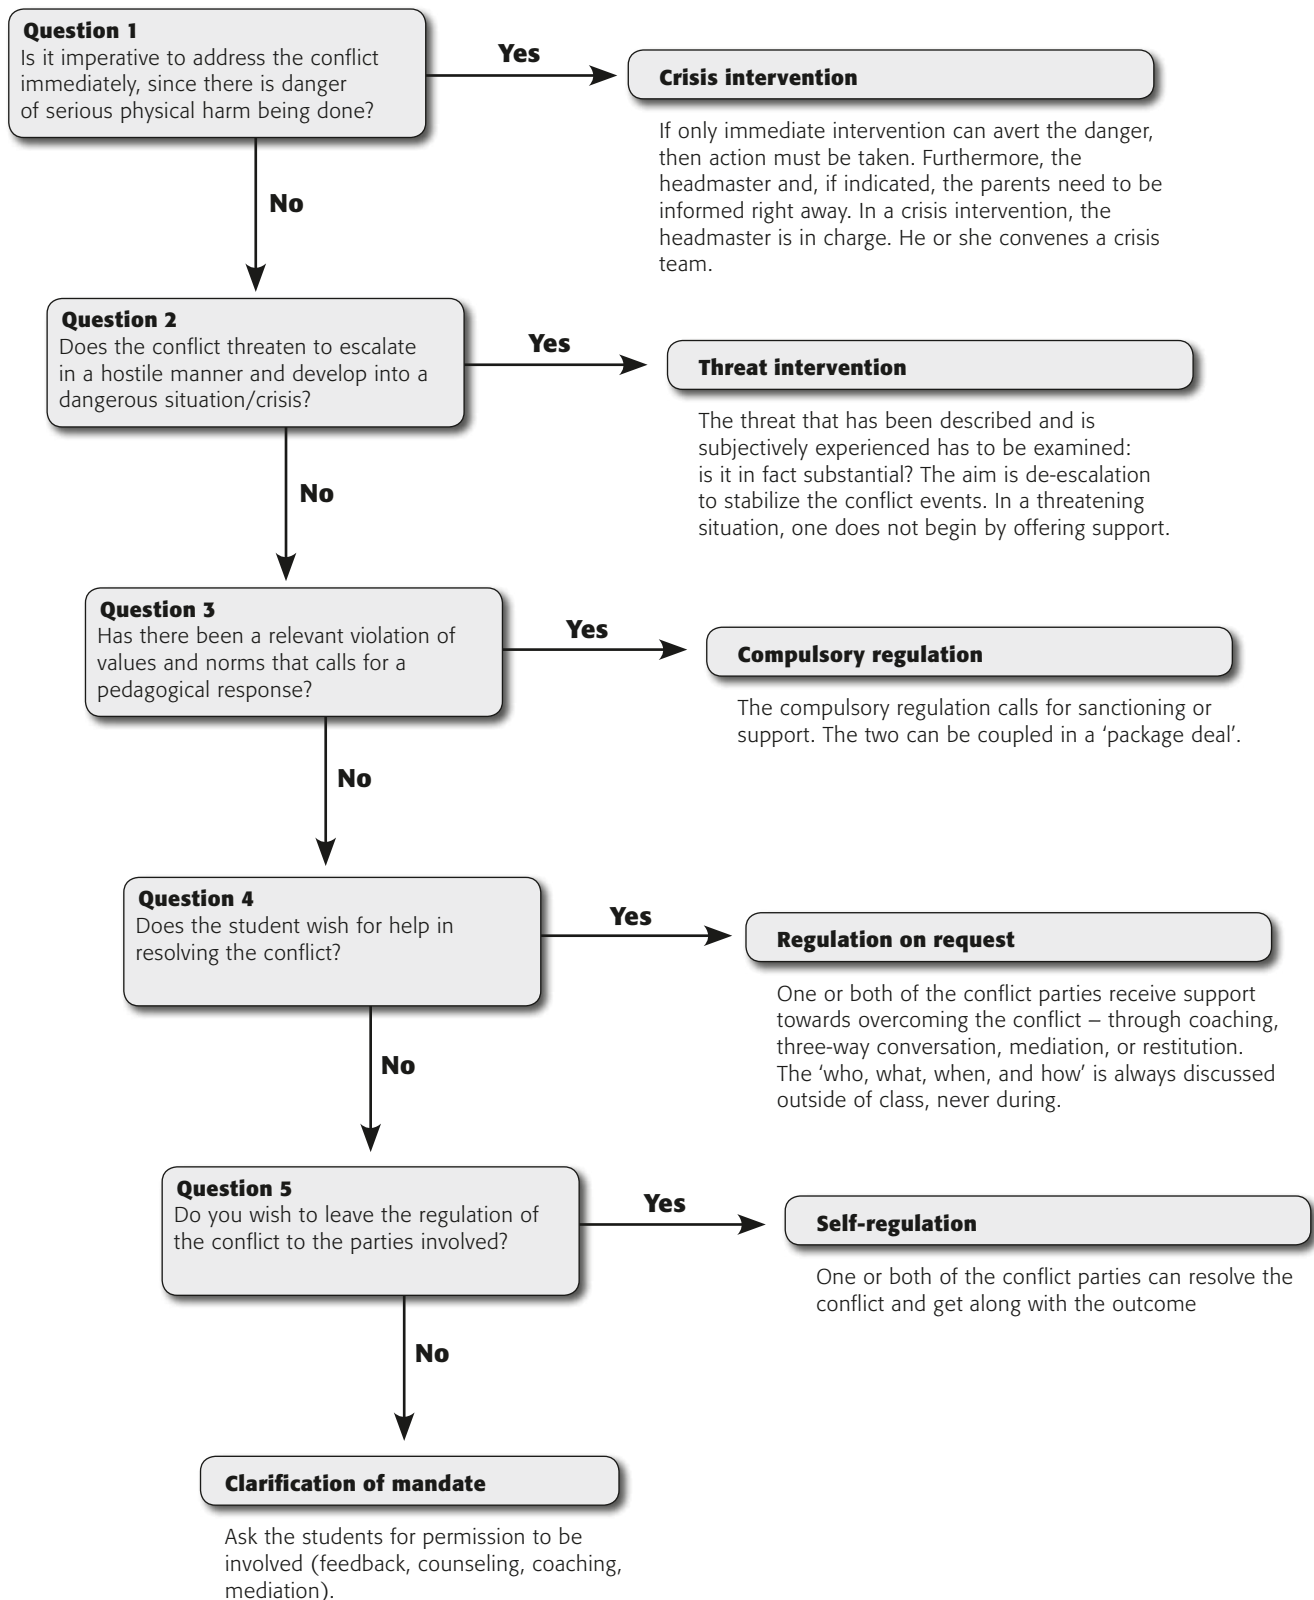 Question 1
Is it imperative to address the conflict
immediately, since there is danger
of serious physical harm being done?
Yes
Crisis intervention
If only immediate intervention can avert the danger,
then action must be taken. Furthermore, the
headmaster and, if indicated, the parents need to be
informed right away. In a crisis intervention, the
headmaster is in charge. He or she convenes a crisis
team.
No
Question 2
Does the conflict threaten to escalate
in a hostile manner and develop into a
dangerous situation/crisis?
Yes
Threat intervention
The threat that has been described and is
subjectively experienced has to be examined:
is it in fact substantial? The aim is de-escalation
to stabilize the conflict events. In a threatening
situation, one does not begin by offering support.
No
Question 3
Has there been a relevant violation of
values and norms that calls for a
pedagogical response?
Yes
Compulsory regulation
The compulsory regulation calls for sanctioning or
support. The two can be coupled in a ‘package deal’.
No
Question 4
Does the student wish for help in
resolving the conflict?
Yes
Regulation on request
One or both of the conflict parties receive support
towards overcoming the conflict – through coaching,
three-way conversation, mediation, or restitution.
The ‘who, what, when, and how’ is always discussed
outside of class, never during.
No
Question 5
Do you wish to leave the regulation of
the conflict to the parties involved?
Yes
Self-regulation
One or both of the conflict parties can resolve the
conflict and get along with the outcome
No
Clarification of mandate
Ask the students for permission to be
involved (feedback, counseling, coaching,
mediation).